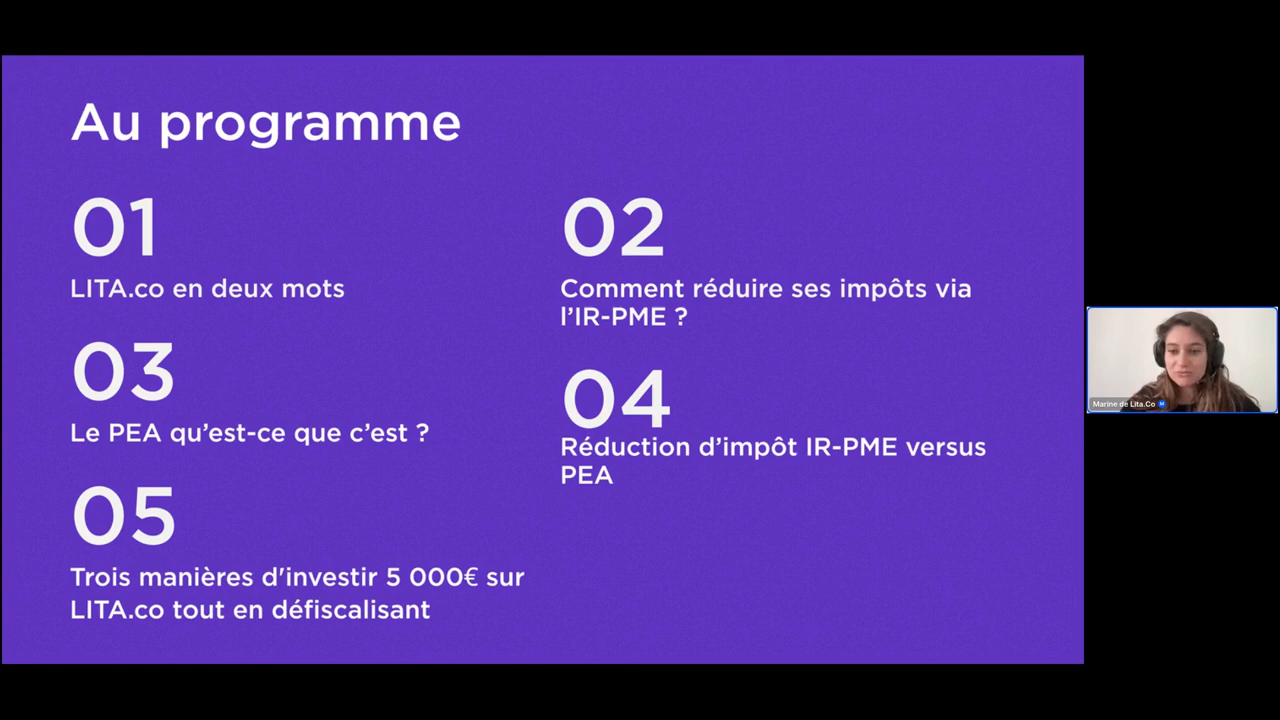 Au programme
01
LITA.co en deux mots
02
Comment réduire ses impôts via
l’IR-PME ?
03
Le PEA qu’est-ce que c’est ?
04
Réduction d’impôt IR-PME versus
PEA
05
Trois manières d'investir 5 000€ sur
LITA.co tout en défiscalisant
Marine de Lita.Co